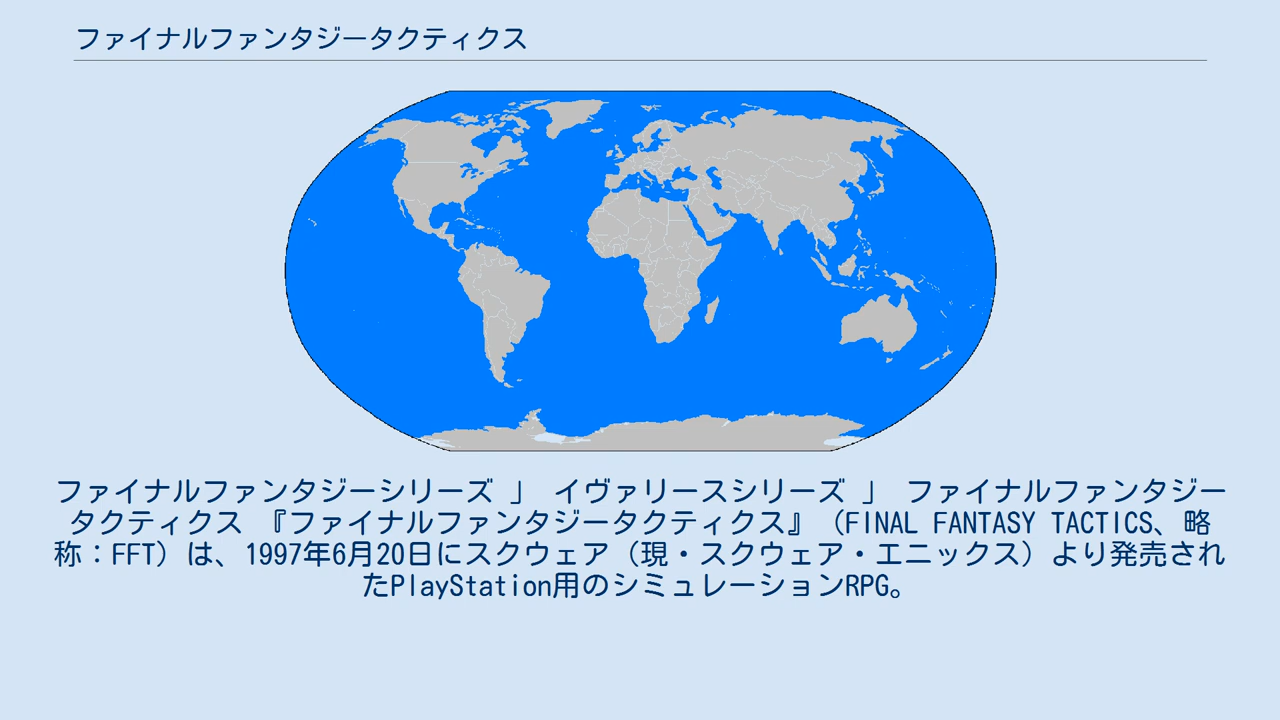 ファイナルファンタジータクティクス
ファイナルファンタジーシリーズ 」 イヴァリースシリーズ 」 ファイナルファンタジー
タクティクス 『ファイナルファンタジータクティクス』（FINAL FANTASY TACTICS、略
称：FFT）は、1997年6月20日にスクウェア（現・スクウェア・エニックス）より発売され
たPlayStation用のシミュレーションRPG。